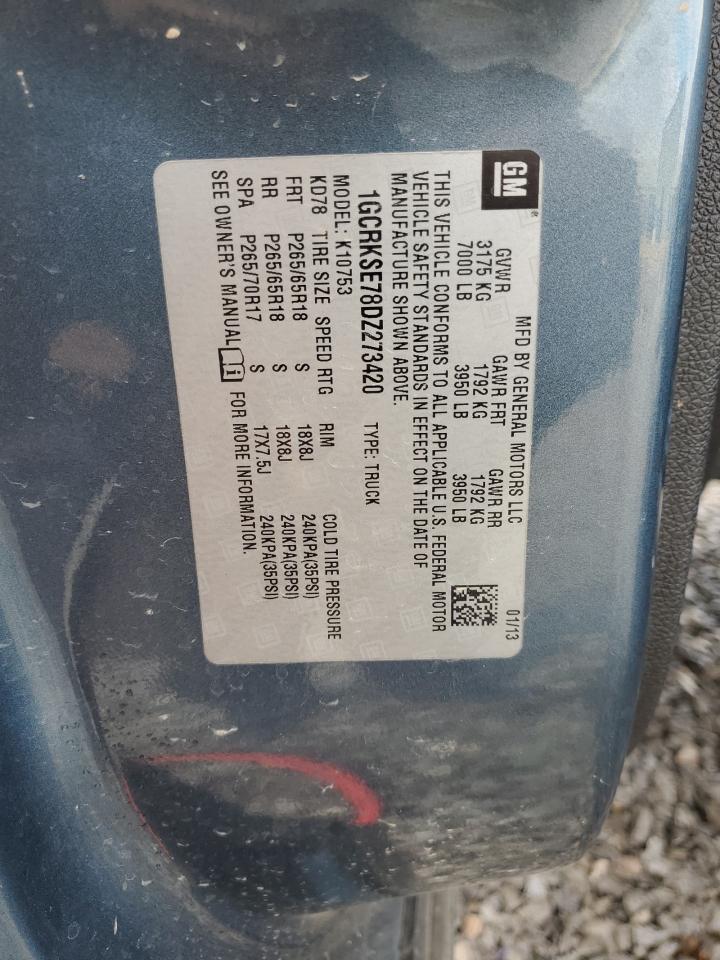 GM
MFD BY GENERAL MOTORS LLC 01/13
GVWR GAWR FRT GAWR RR
3175 KG 1792 KG 1792 KG
7000 LB 3950 LB 3950 LB
THIS VEHICLE CONFORMS TO ALL APPLICABLE U.S. FEDERAL MOTOR
VEHICLE SAFETY STANDARDS IN EFFECT ON THE DATE OF
MANUFACTURE SHOWN ABOVE.
1GCRKSE78DZ273420 TYPE: TRUCK
MODEL: K10753
KD78 TIRE SIZE SPEED RTG RIM COLD TIRE PRESSURE
FRT P265/65R18 S 18X8J 240KPA(35PSI)
RR P265/65R18 S 18X8J 240KPA(35PSI)
SPA P265/70R17 S 17X7.5J 240KPA(35PSI)
SEE OWNER'S MANUAL FOR MORE INFORMATION.